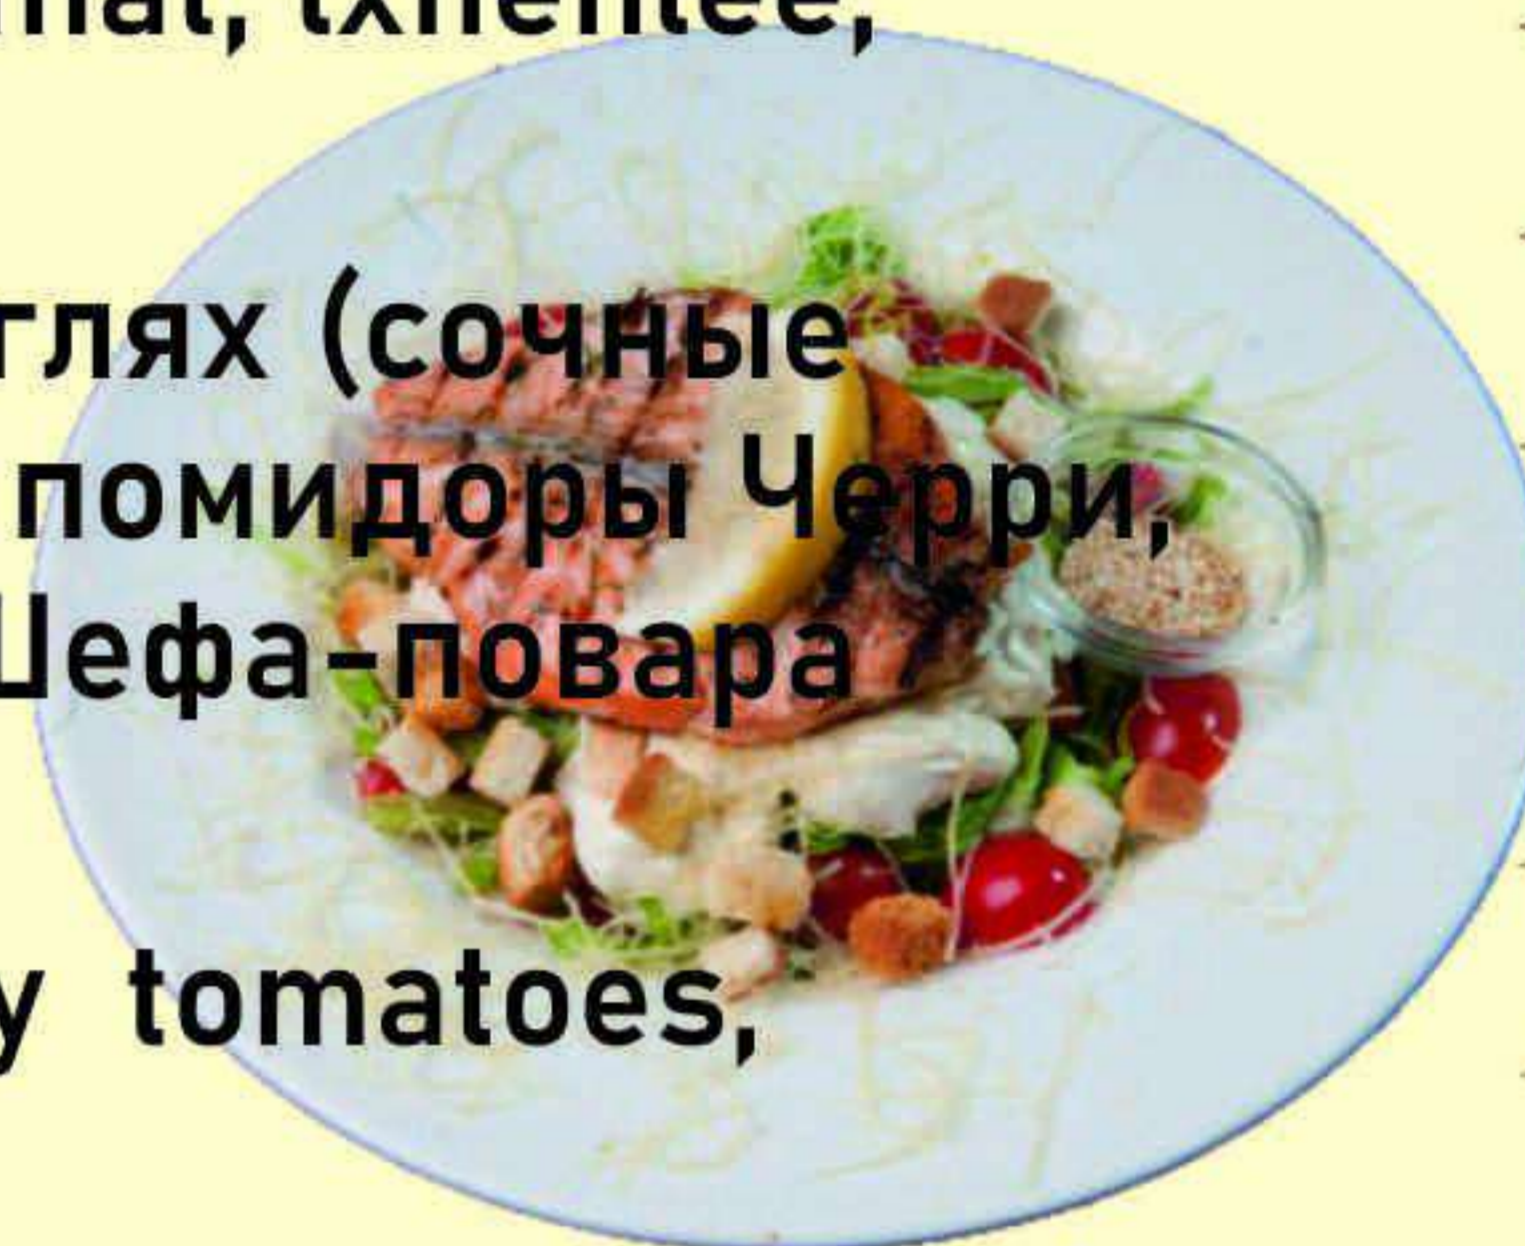 глях (сочные
помидоры Черри,
Шефа-повара
y tomatoes,